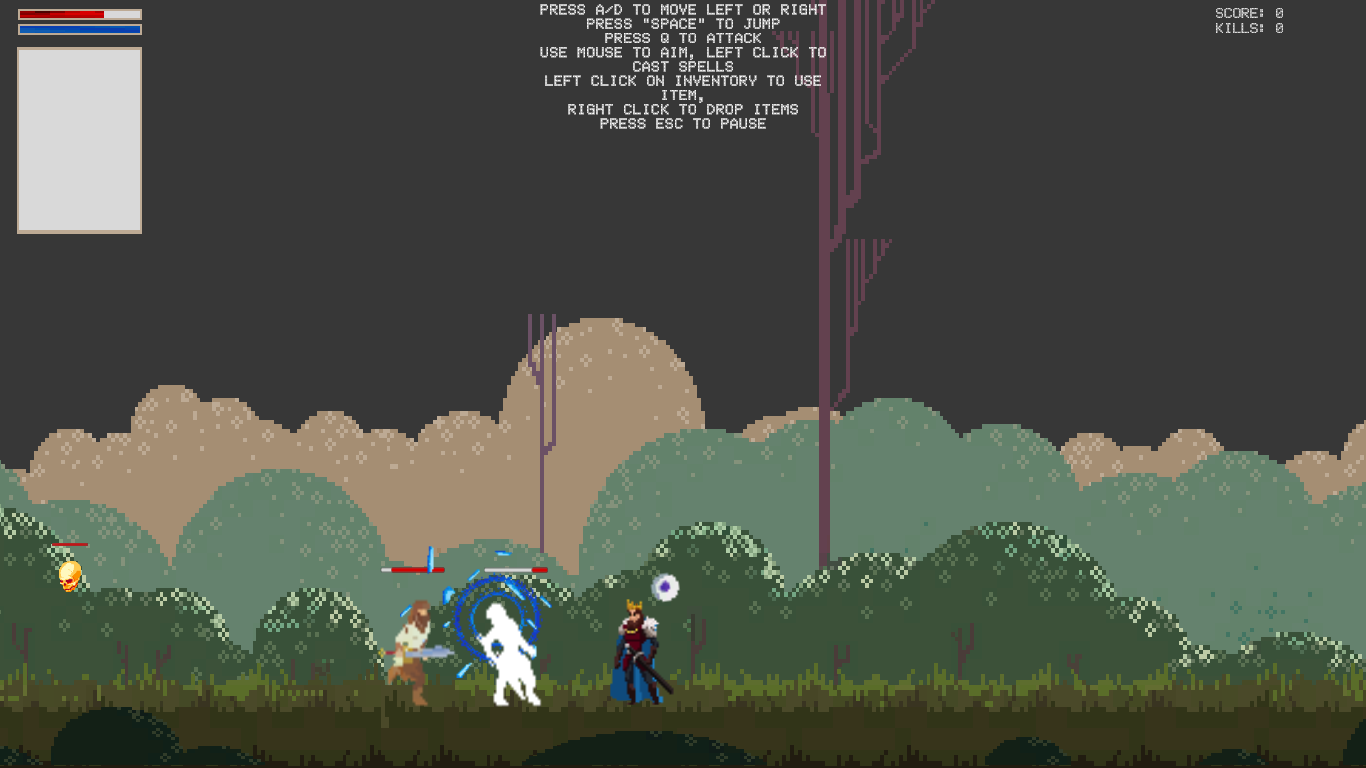 PRESS A/D TO MOVE LEFT OR RIGHT
PRESS "SPACE" TO JUMP
PRESS Q TO ATTACK
USE MOUSE TO AIM, LEFT CLICK TO
CAST SPELLS
LEFT CLICK ON INVENTORY TO USE
ITEM,
RIGHT CLICK TO DROP ITEMS
PRESS ESC TO PAUSE
SCORE: 0
KILLS: 0